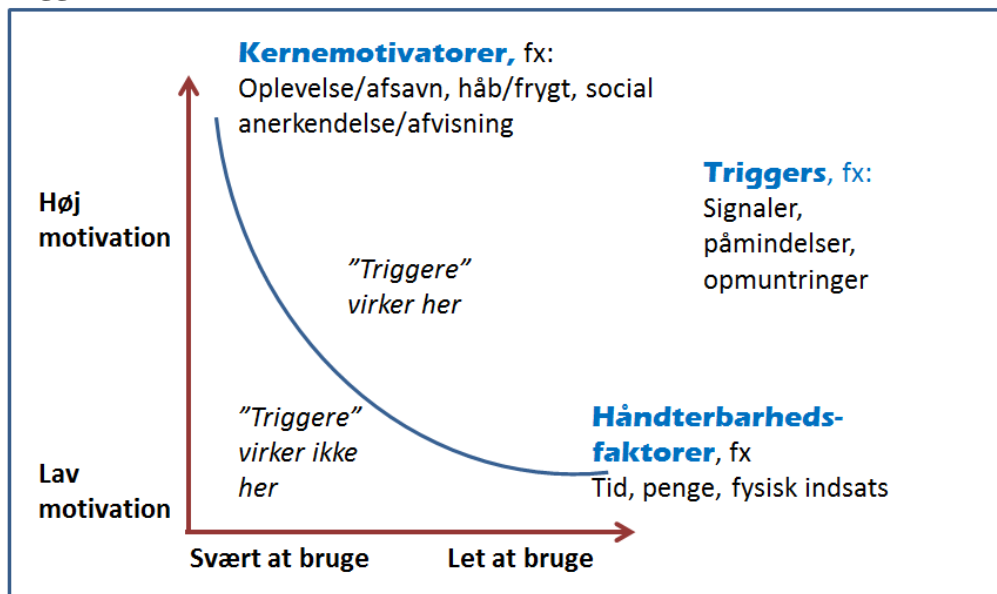 Kernemotivatorer, fx:
Oplevelse/afsavn, håb/frygt, social
anerkendelse/afvisning
Triggers, fx:
Signaler,
påmindelser,
opmuntringer
Høj
motivation
”Triggere”
virker her
”Triggere”
virker ikke
her
Håndterbarheds-
faktorer, fx
Tid, penge, fysisk indsats
Lav
motivation
Svært at bruge
Let at bruge